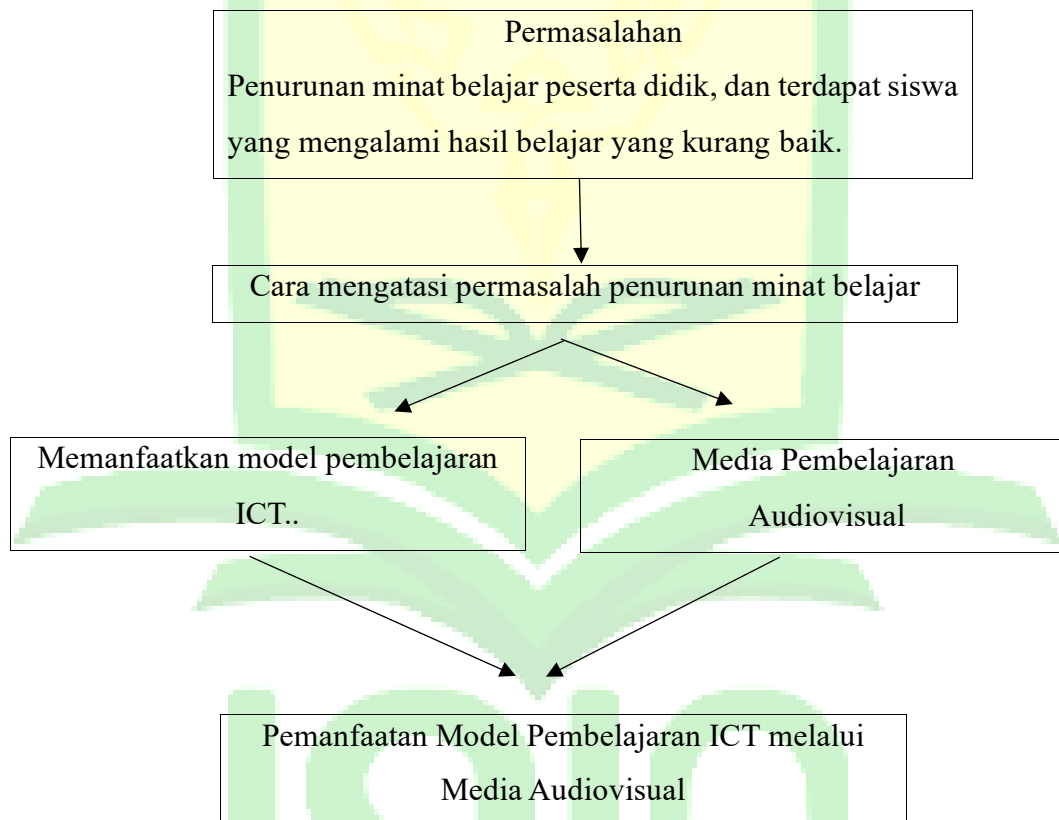 Permasalahan
Penurunan minat belajar peserta didik, dan terdapat siswa
yang mengalami hasil belajar yang kurang baik.
Cara mengatasi permasalah penurunan minat belajar
Memanfaatkan model pembelajaran
ICT..
Media Pembelajaran
Audiovisual
Pemanfaatan Model Pembelajaran ICT melalui
Media Audiovisual